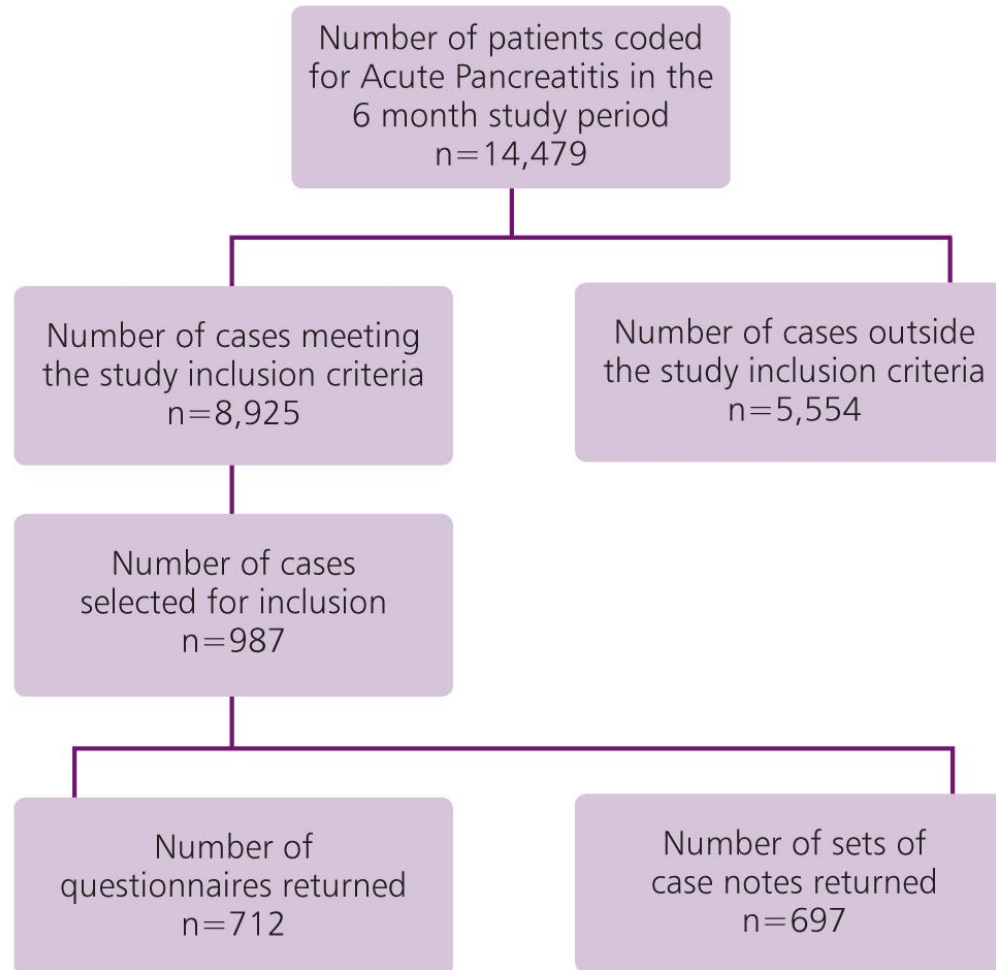 Number of patients coded
for Acute Pancreatitis in the
6 month study period
n=14,479
Number of cases meeting
the study inclusion criteria
n=8,925
Number of cases outside
the study inclusion criteria
n=5,554
Number of cases
selected for inclusion
n=987
Number of
questionnaires returned
n=712
Number of sets of
case notes returned
n=697